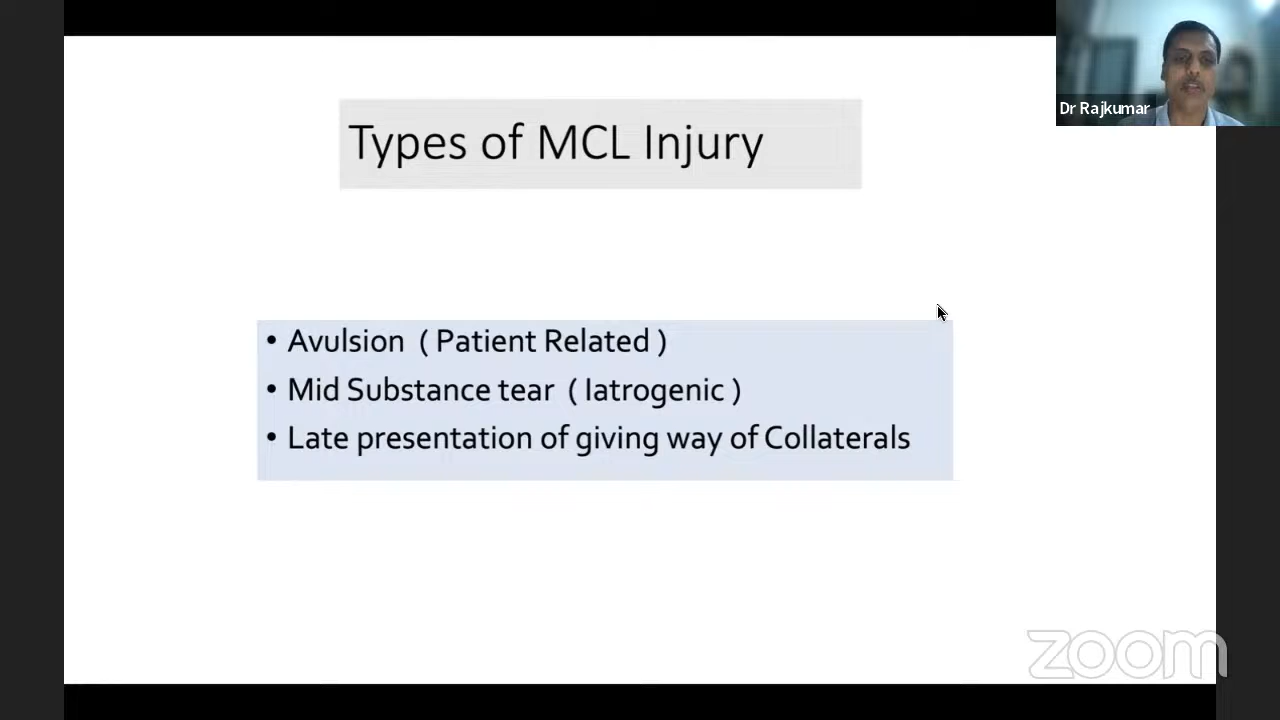 Dr Rajkumar
Types of MCL Injury
• Avulsion ( Patient Related )
• Mid Substance tear ( Iatrogenic )
• Late presentation of giving way of Collaterals
zoom